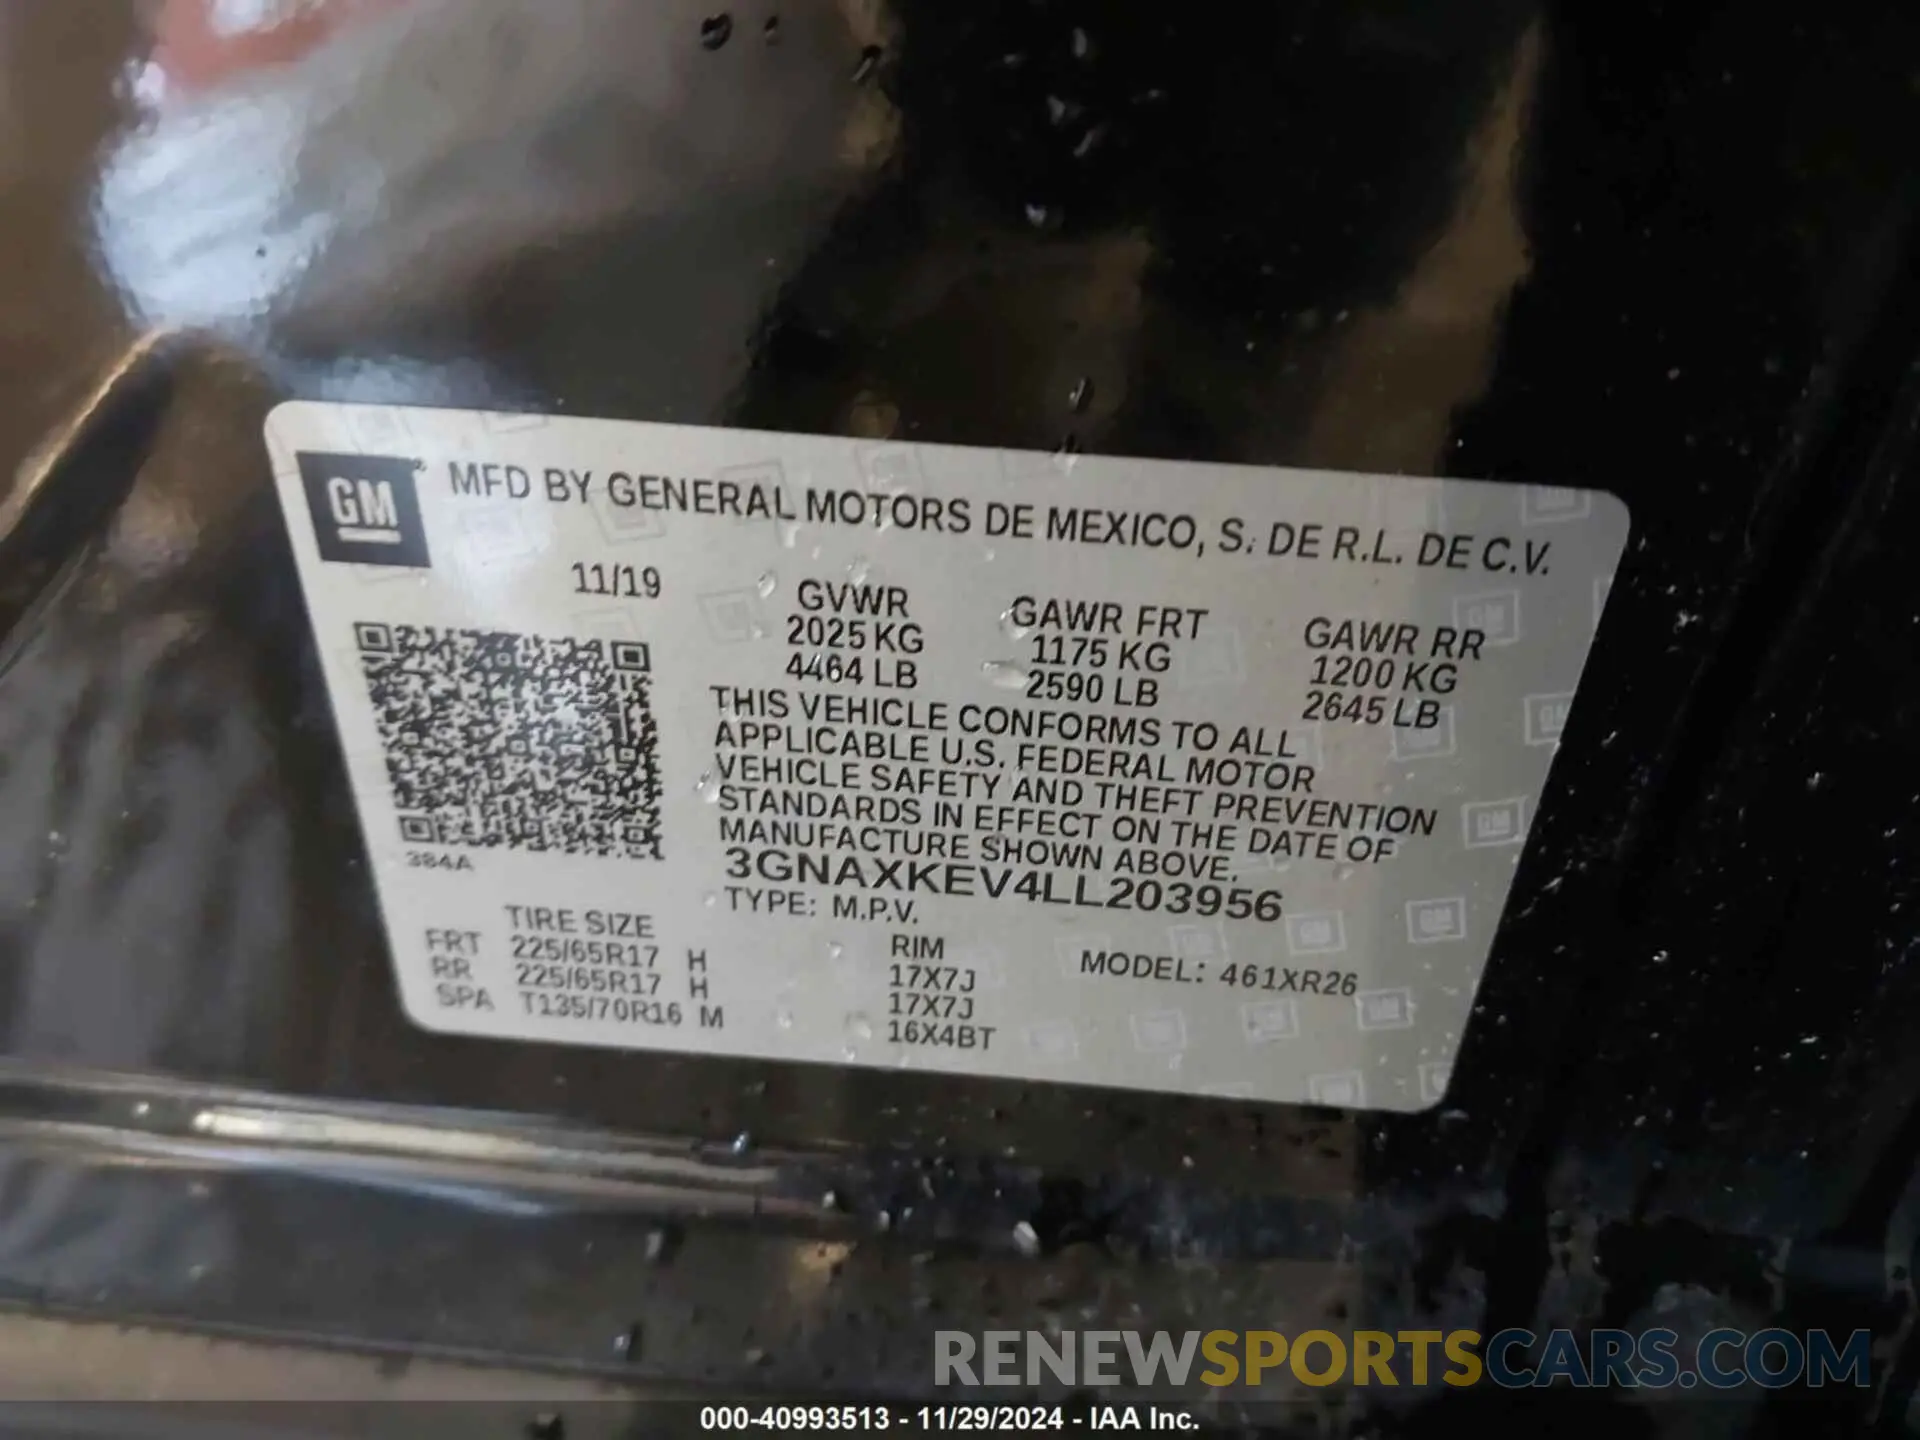 GM ® MFD BY GENERAL MOTORS DE MEXICO, S. DE R.L. DE C.V.
11/19
GVWR GAWR FRT GAWR RR
2025 KG 1175 KG 1200 KG
4464 LB 2590 LB 2645 LB
THIS VEHICLE CONFORMS TO ALL
APPLICABLE U.S. FEDERAL MOTOR
VEHICLE SAFETY AND THEFT PREVENTION
STANDARDS IN EFFECT ON THE DATE OF
MANUFACTURE SHOWN ABOVE.
384A
3GNAXKEV4LL203956
TYPE: M.P.V.
MODEL: 461XR26
TIRE SIZE RIM
FRT 225/65R17 H 17X7J
RR 225/65R17 H 17X7J
SPA T135/70R16 M 16X4BT
RENEWSPORTSCARS.COM
000-40993513 - 11/29/2024 - IAA Inc.